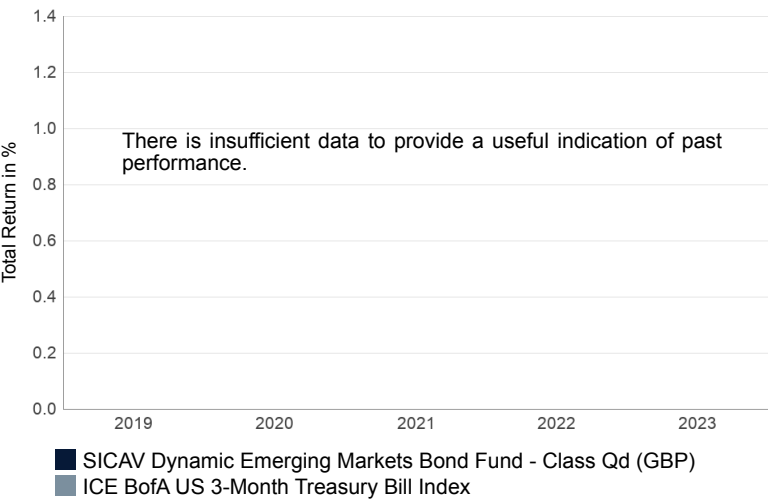 1.4
1.2
1.0
There is insufficient data to provide a useful indication of past
performance.
0.8
Total Return in %
0.6
0.4
0.2
0.0
2019 2020 2021 2022 2023
SICAV Dynamic Emerging Markets Bond Fund - Class Qd (GBP)
ICE BofA US 3-Month Treasury Bill Index